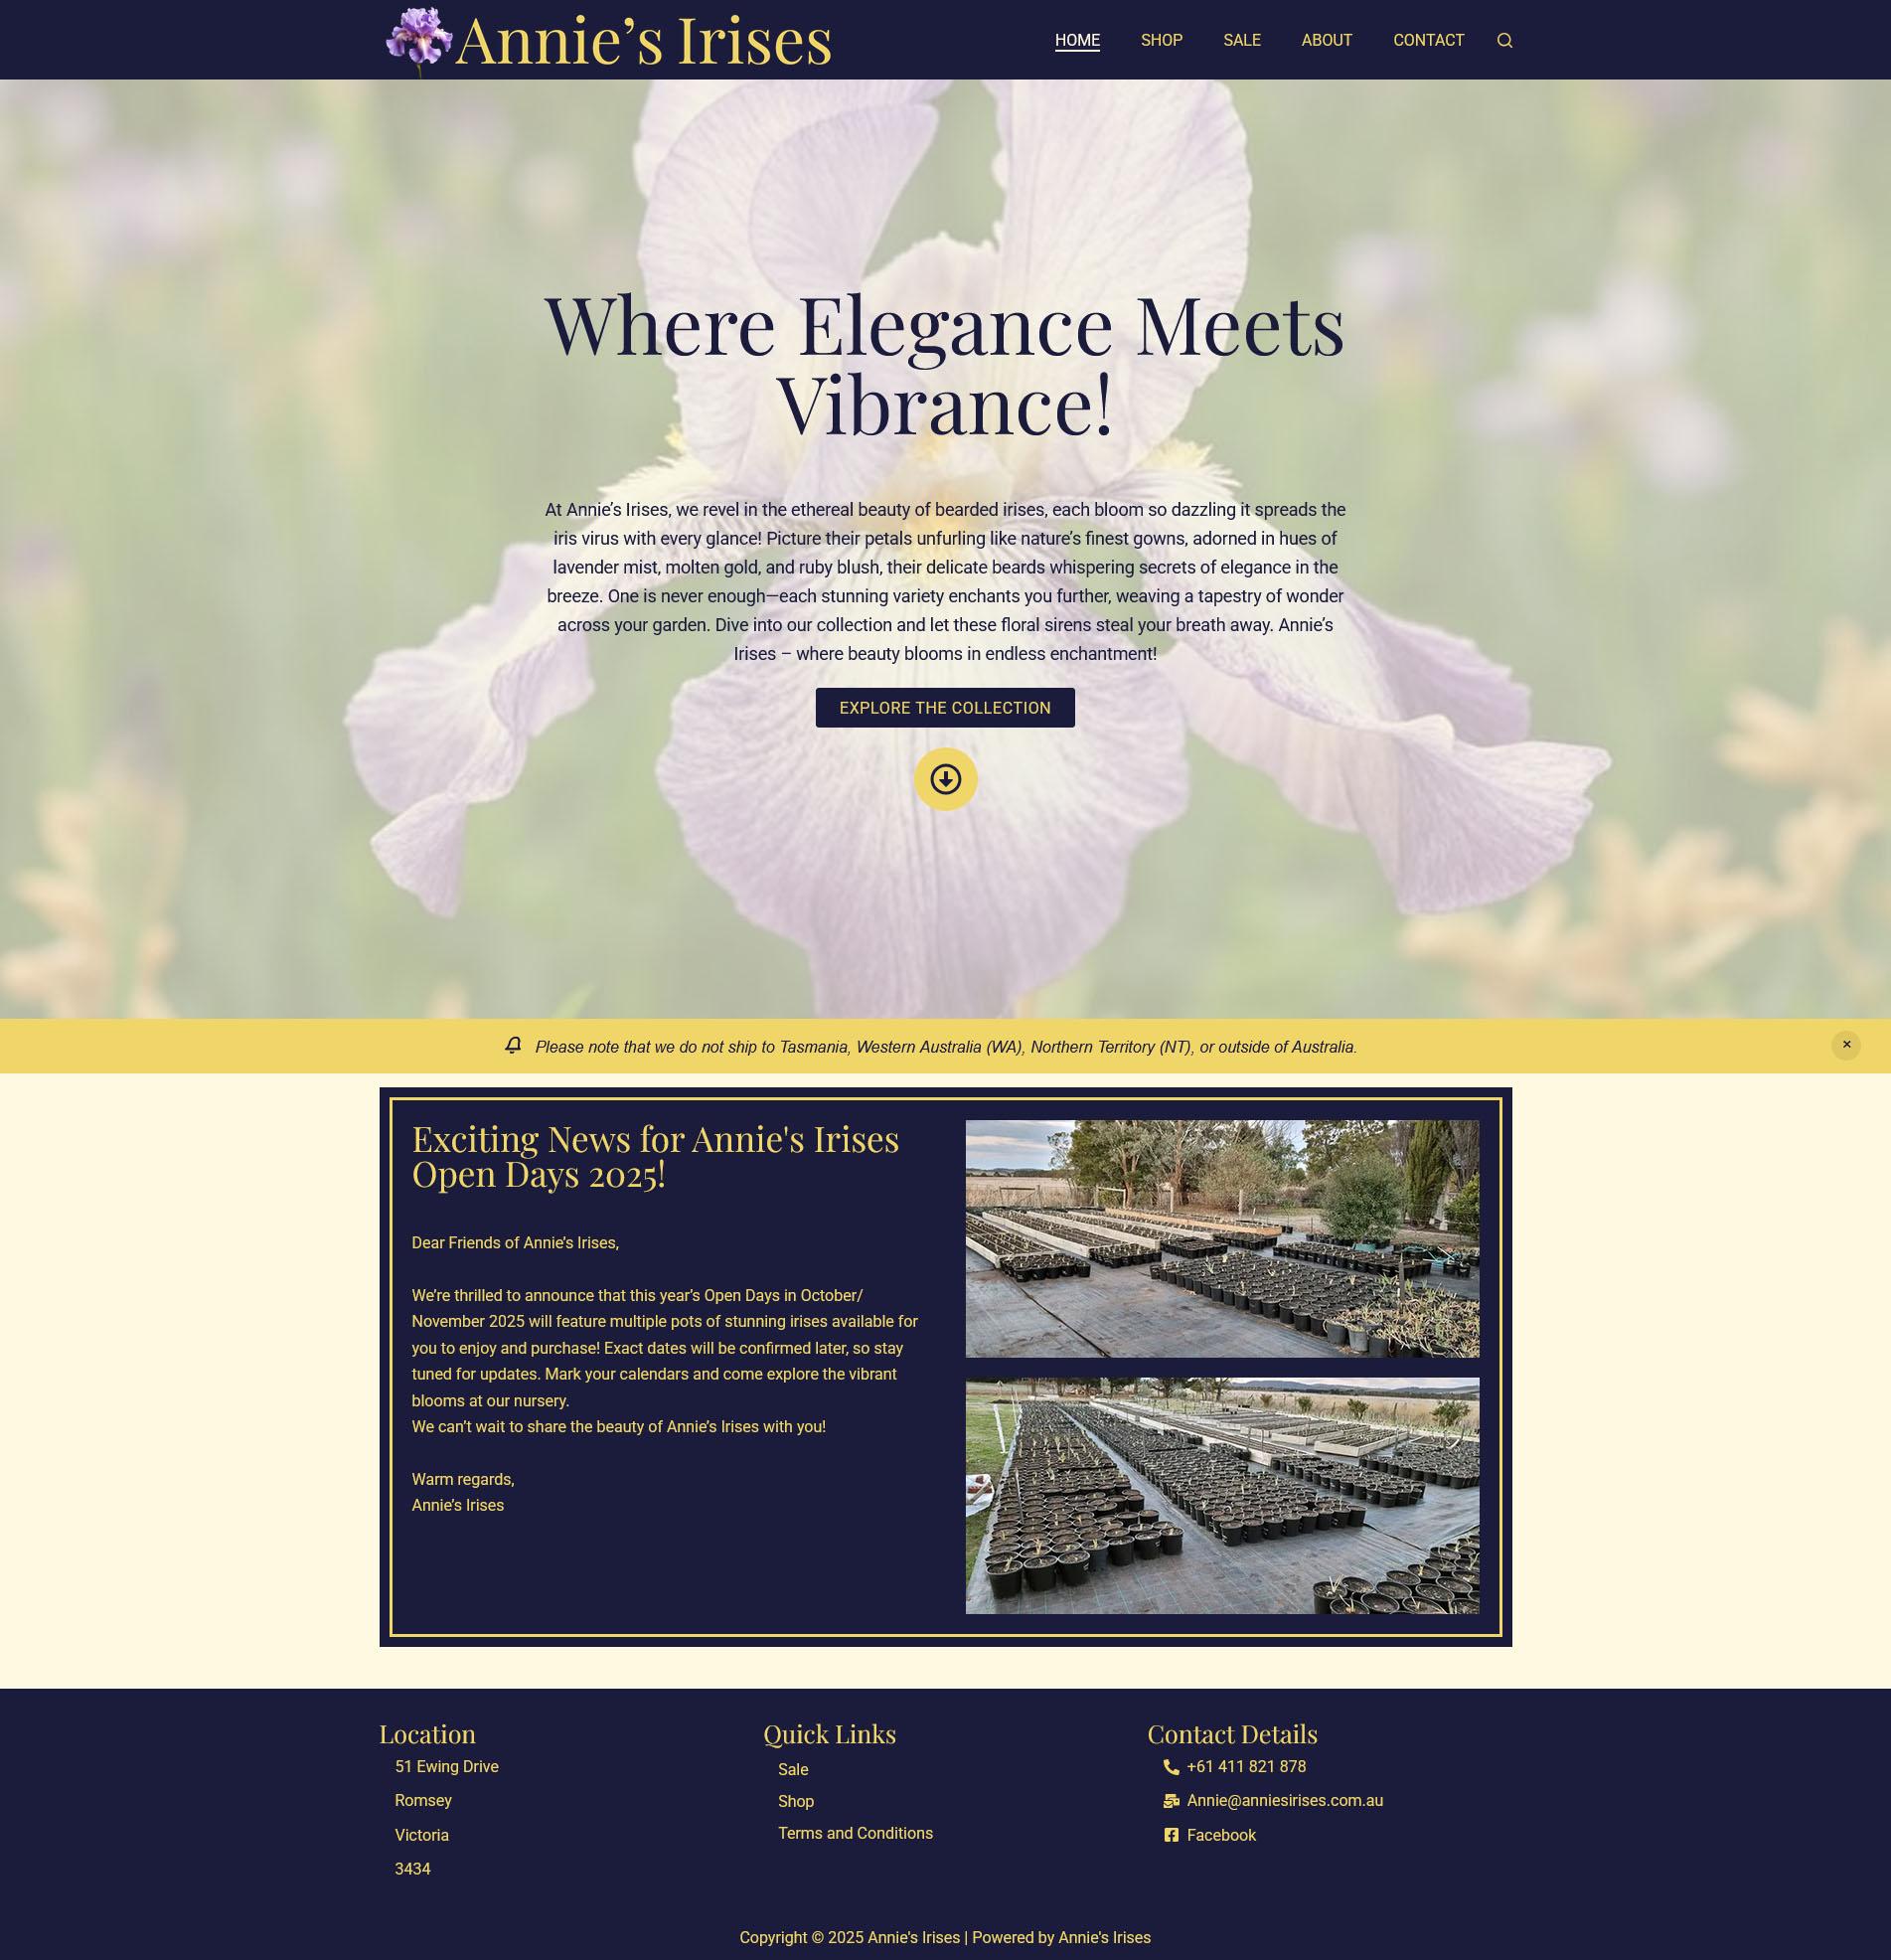 Annie’s Irises
HOME SHOP SALE ABOUT CONTACT
Where Elegance Meets
Vibrance!
At Annie’s Irises, we revel in the ethereal beauty of bearded irises, each bloom so dazzling it spreads the
iris virus with every glance! Picture their petals unfurling like nature’s finest gowns, adorned in hues of
lavender mist, molten gold, and ruby blush, their delicate beards whispering secrets of elegance in the
breeze. One is never enough—each stunning variety enchants you further, weaving a tapestry of wonder
across your garden. Dive into our collection and let these floral sirens steal your breath away. Annie’s
Irises – where beauty blooms in endless enchantment!
EXPLORE THE COLLECTION
Please note that we do not ship to Tasmania, Western Australia (WA), Northern Territory (NT), or outside of Australia.
Exciting News for Annie's Irises
Open Days 2025!
Dear Friends of Annie’s Irises,
We’re thrilled to announce that this year’s Open Days in October/
November 2025 will feature multiple pots of stunning irises available for
you to enjoy and purchase! Exact dates will be confirmed later, so stay
tuned for updates. Mark your calendars and come explore the vibrant
blooms at our nursery.
We can’t wait to share the beauty of Annie’s Irises with you!
Warm regards,
Annie’s Irises
Location
51 Ewing Drive
Romsey
Victoria
3434
Quick Links
Sale
Shop
Terms and Conditions
Contact Details
+61 411 821 878
Annie@anniesirises.com.au
Facebook
Copyright © 2025 Annie's Irises | Powered by Annie's Irises